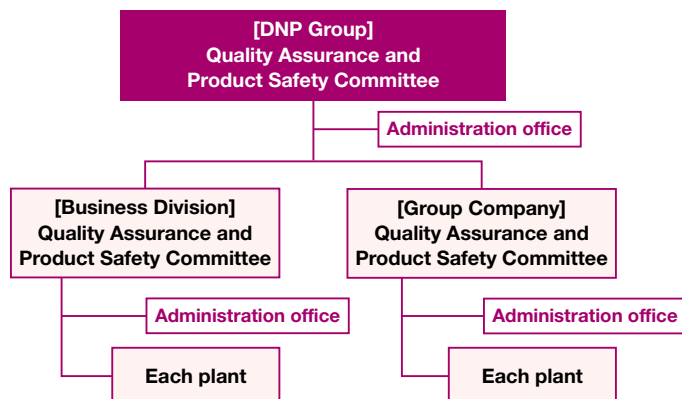 [DNP Group]
Quality Assurance and
Product Safety Committee
Administration office
[Business Division]
Quality Assurance and
Product Safety Committee
Administration office
Each plant
[Group Company]
Quality Assurance and
Product Safety Committee
Administration office
Each plant